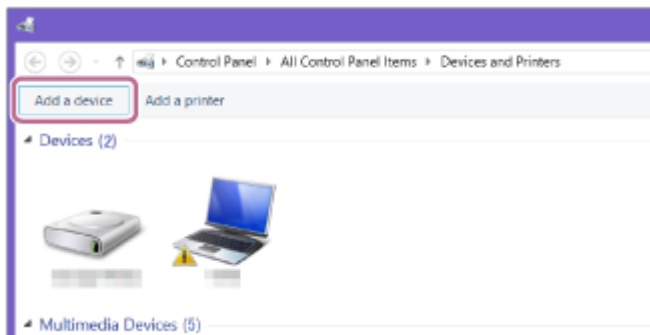 Control Panel All Control Panel Items Devices and Printers
Add a device Add a printer
Devices (2)
Multimedia Devices (5)